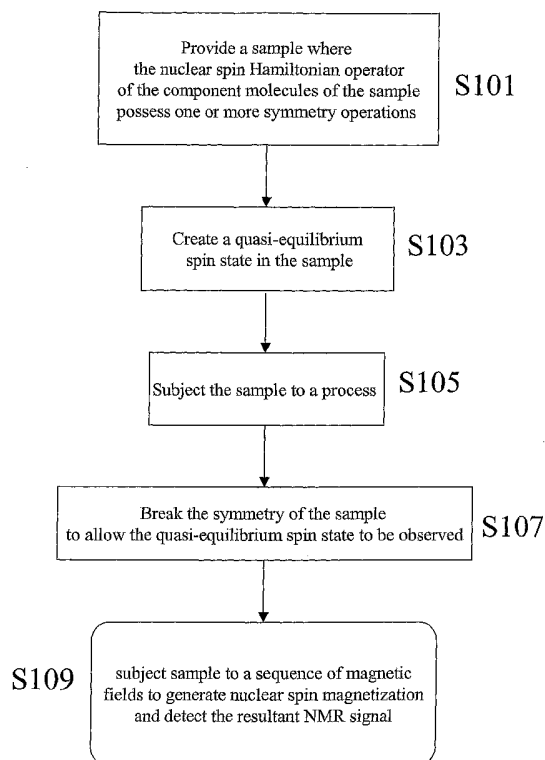 Provide a sample where
the nuclear spin Hamiltonian operator
of the component molecules of the sample
possess one or more symmetry operations
S101
Create a quasi-equilibrium
spin state in the sample
S103
Subject the sample to a process
S105
Break the symmetry of the sample
to allow the quasi-equilibrium spin state to be observed
S107
S109
subject sample to a sequence of magnetic
fields to generate nuclear spin magnetization
and detect the resultant NMR signal